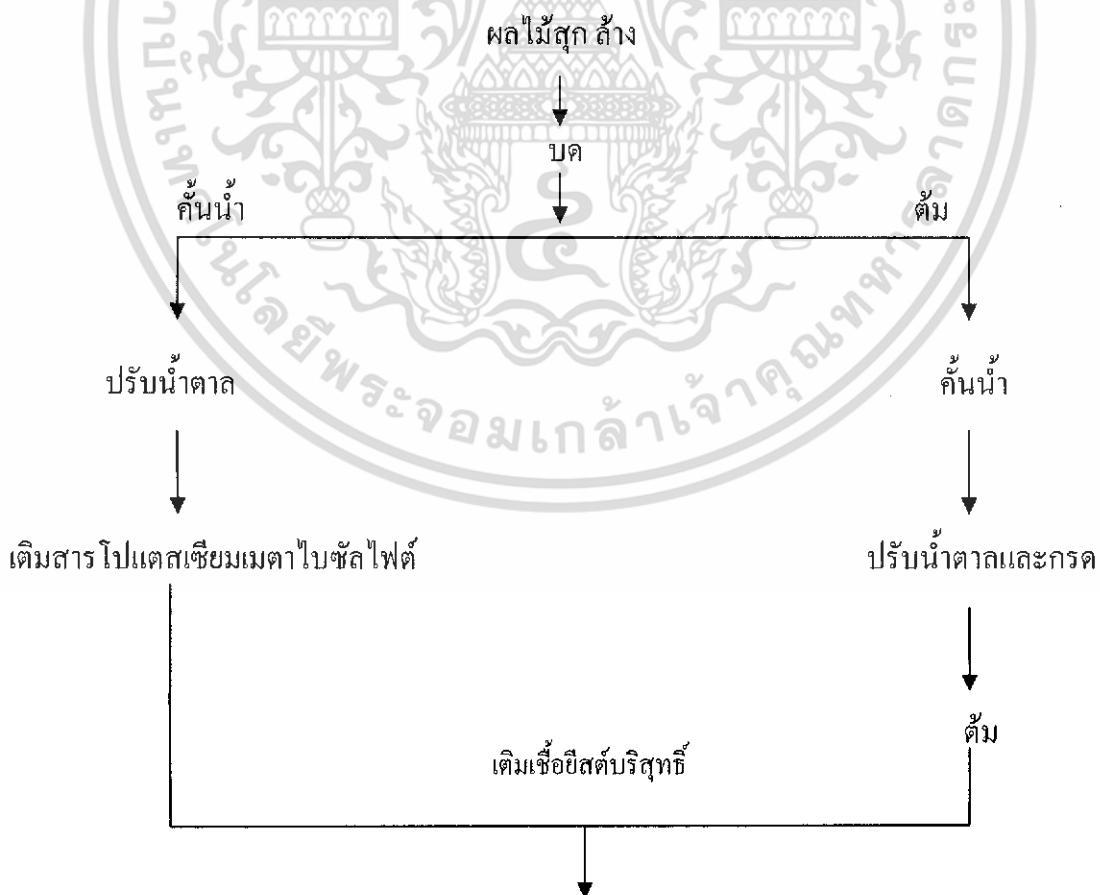 ผลไม้สุก ล้าง
บด
คั้นน้ำ
ต้ม
ปรับน้ำตาล
คั้นน้ำ
เติมสารโปแตสเซียมเมตาไบซัลไฟต์
ปรับน้ำตาลและกรด
ต้ม
เติมเชื้อยีสต์บริสุทธิ์